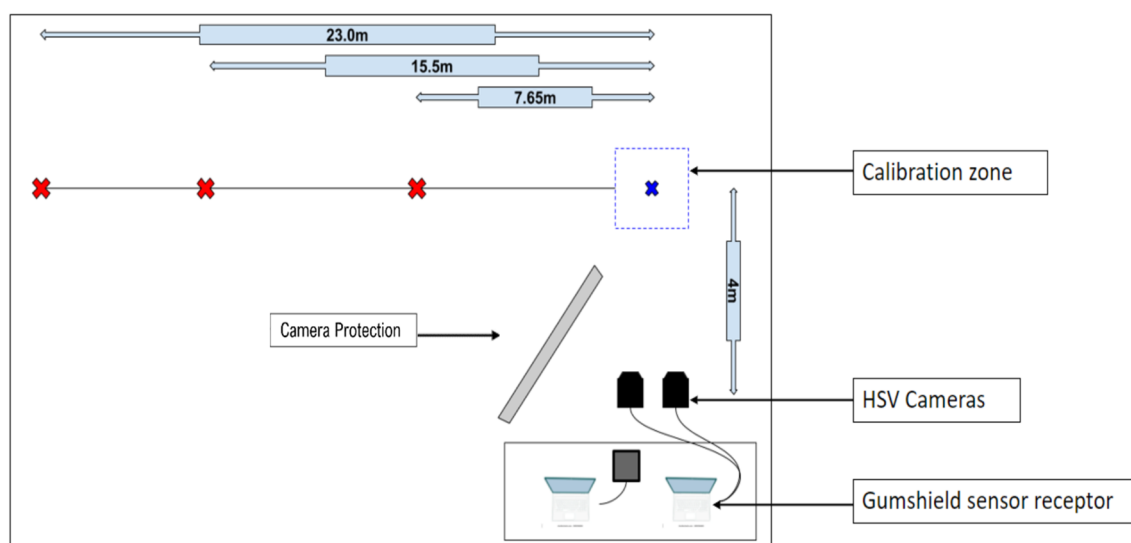 23.0m
15.5m
7.65m
Calibration zone
4m
Camera Protection
HSV Cameras
Gumshield sensor receptor